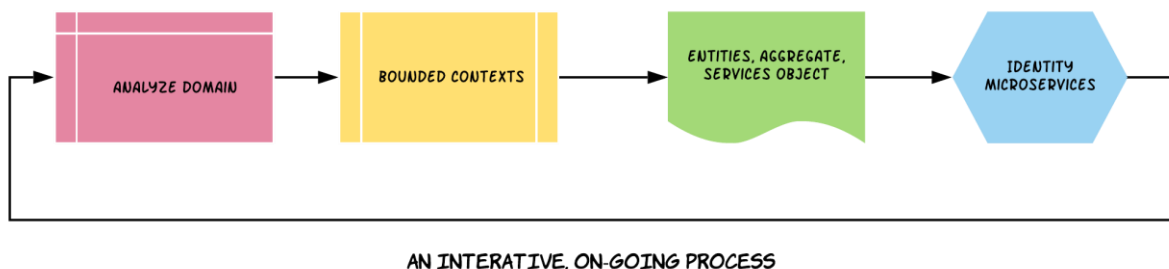 ANALYZE DOMAIN
BOUNDED CONTEXTS
ENTITIES, AGGREGATE,
SERVICES OBJECT
IDENTITY
MICROSERVICES
AN INTERATIVE, ON-GOING PROCESS